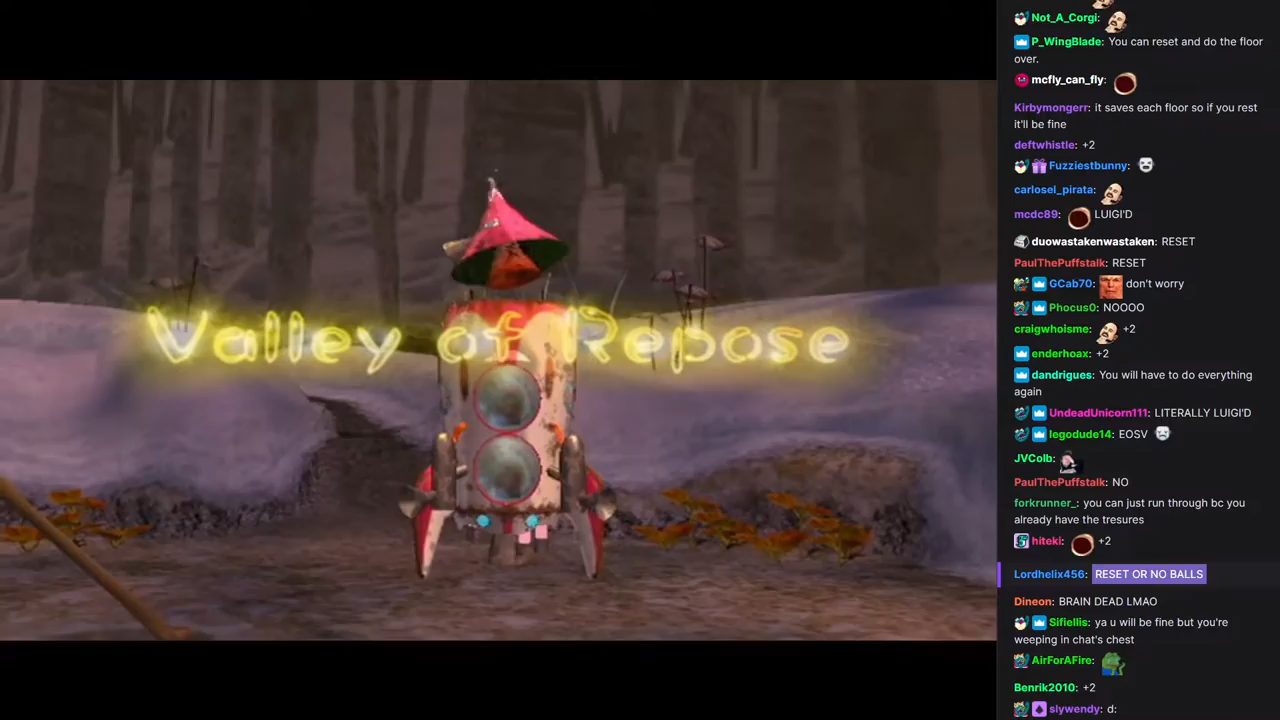 Valley of Repose
Not_A_Corgi:
P_WingBlade: You can reset and do the floor
over.
mcfly_can_fly:
Kirbymongerr: it saves each floor so if you rest
it'll be fine
deftwhistle: +2
Fuzziestbunny:
carlosel_pirata:
mcdc89: LUIGI'D
duowastakenwastaken: RESET
PaulThePuffstalk: RESET
GCab70: don't worry
Phocus0: NOOOO
craigwhoisme: +2
enderhoax: +2
dandrigues: You will have to do everything
again
UndeadUnicorn111: LITERALLY LUIGI'D
legodude14: EOSV
JVColb:
PaulThePuffstalk: NO
forkrunner_: you can just run through bc you
already have the tresures
hiteki: +2
Lordhelix456: RESET OR NO BALLS
Dineon: BRAIN DEAD LMAO
Sifiellis: ya u will be fine but you're
weeping in chat's chest
AirForAFire:
Benrik2010: +2
slywendy: d: